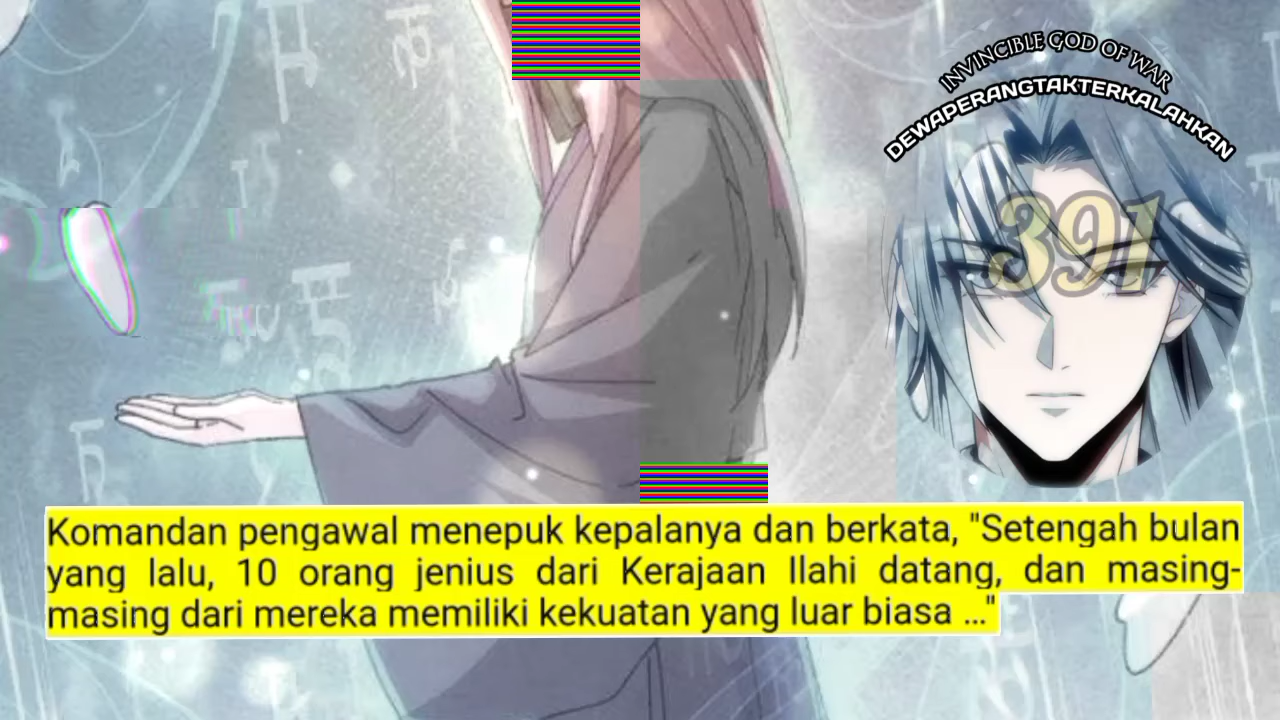 INVINCIBLE GOD OF WAR
DEWAPERANGTAKTERKALAHKAN
391
Komandan pengawal menepuk kepalanya dan berkata, "Setengah bulan
yang lalu, 10 orang jenius dari Kerajaan Ilahi datang, dan masing-
masing dari mereka memiliki kekuatan yang luar biasa ..."